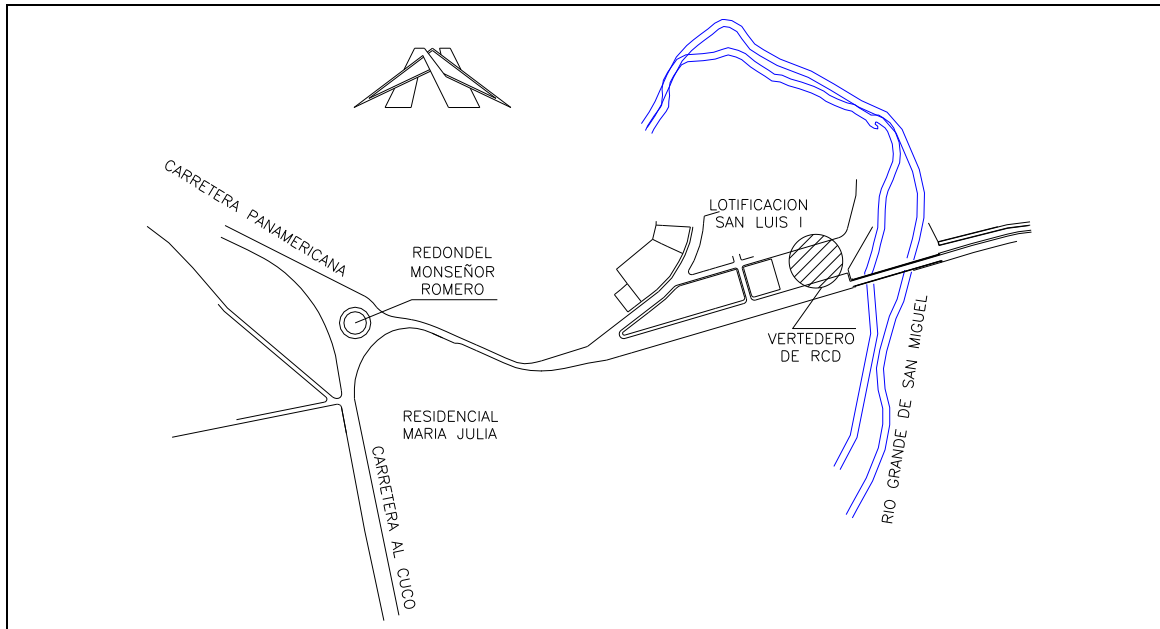 CARRETERA PANAMERICANA
REDONDEL
MONSEÑOR
ROMERO
LOTIFICACION
SAN LUIS I
VERTEDERO
DE RCD
RESIDENCIAL
MARIA JULIA
CARRETERA AL CUCO
RIO GRANDE DE SAN MIGUEL